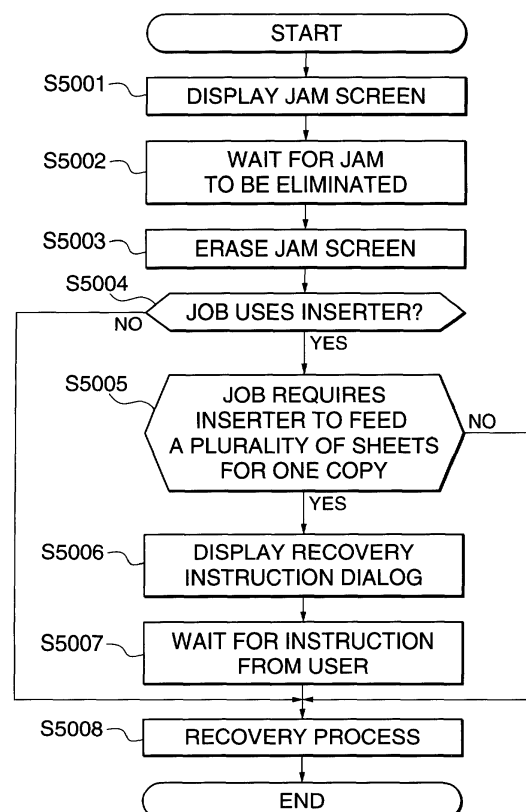 START
S5001
DISPLAY JAM SCREEN
S5002
WAIT FOR JAM
TO BE ELIMINATED
S5003
ERASE JAM SCREEN
S5004
JOB USES INSERTER?
NO
YES
S5005
JOB REQUIRES
INSERTER TO FEED
A PLURALITY OF SHEETS
FOR ONE COPY
NO
YES
S5006
DISPLAY RECOVERY
INSTRUCTION DIALOG
S5007
WAIT FOR INSTRUCTION
FROM USER
S5008
RECOVERY PROCESS
END